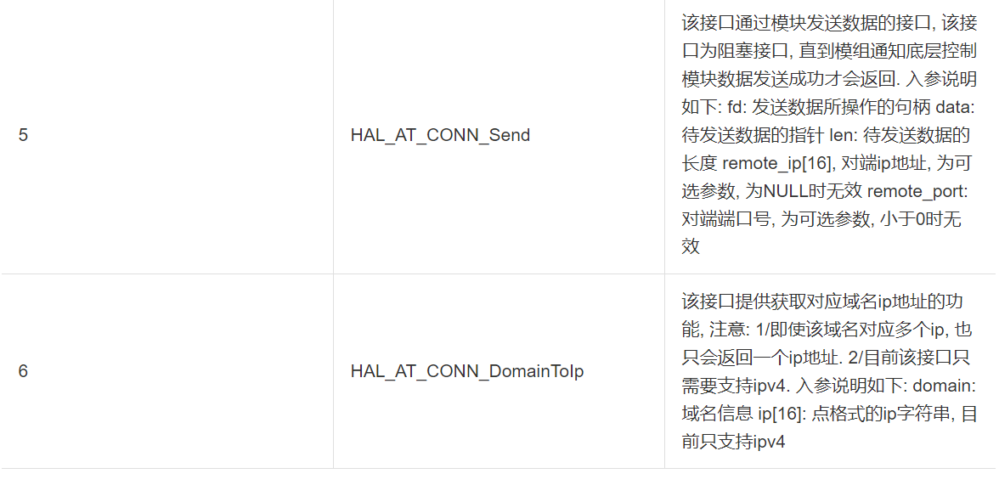 5
HAL_AT_CONN_Send
该接口通过模块发送数据的接口, 该接
口为阻塞接口, 直到模组通知底层控制
模块数据发送成功才会返回. 入参说明
如下: fd: 发送数据所操作的句柄 data:
待发送数据的指针 len: 待发送数据的
长度 remote_ip[16], 对端ip地址, 为可
选参数, 为NULL时无效 remote_port:
对端端口号, 为可选参数, 小于0时无
效
6
HAL_AT_CONN_DomainToIp
该接口提供获取对应域名ip地址的功
能, 注意: 1/即使该域名对应多个ip, 也
只会返回一个ip地址. 2/目前该接口只
需要支持ipv4. 入参说明如下: domain:
域名信息 ip[16]: 点格式的ip字符串, 目
前只支持ipv4